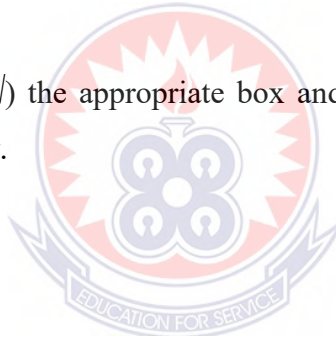 ) the appropriate box and
EDUCATION FOR SERVICE